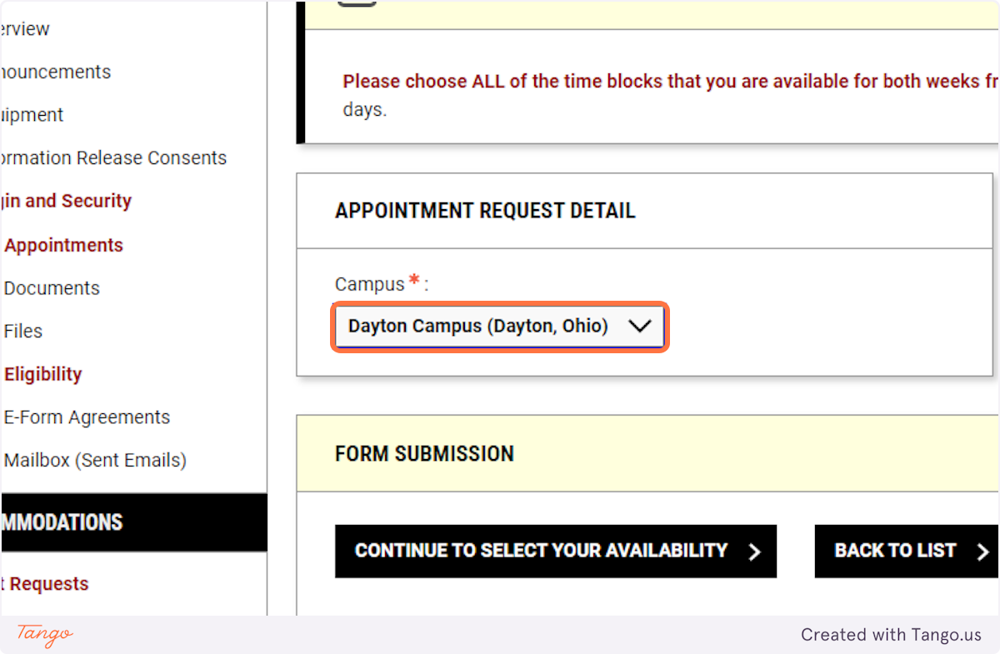 erview
nouncements
uipment
ormation Release Consents
gin and Security
Appointments
Documents
Files
Eligibility
E-Form Agreements
Mailbox (Sent Emails)
MMODATIONS
t Requests
Please choose ALL of the time blocks that you are available for both weeks fr
days.
APPOINTMENT REQUEST DETAIL
Campus * :
Dayton Campus (Dayton, Ohio)
FORM SUBMISSION
CONTINUE TO SELECT YOUR AVAILABILITY
BACK TO LIST
Tango
Created with Tango.us